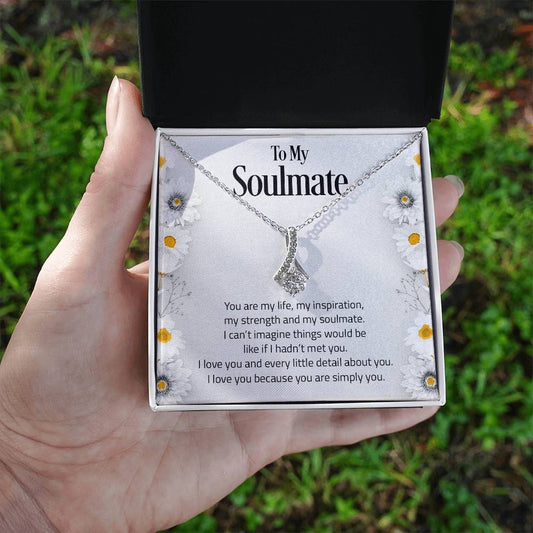 To My
Soulmate
You are my life, my inspiration,
my strength and my soulmate.
I can't imagine things would be
like if I hadn't met you.
I love you and every little detail about you.
I love you because you are simply you.